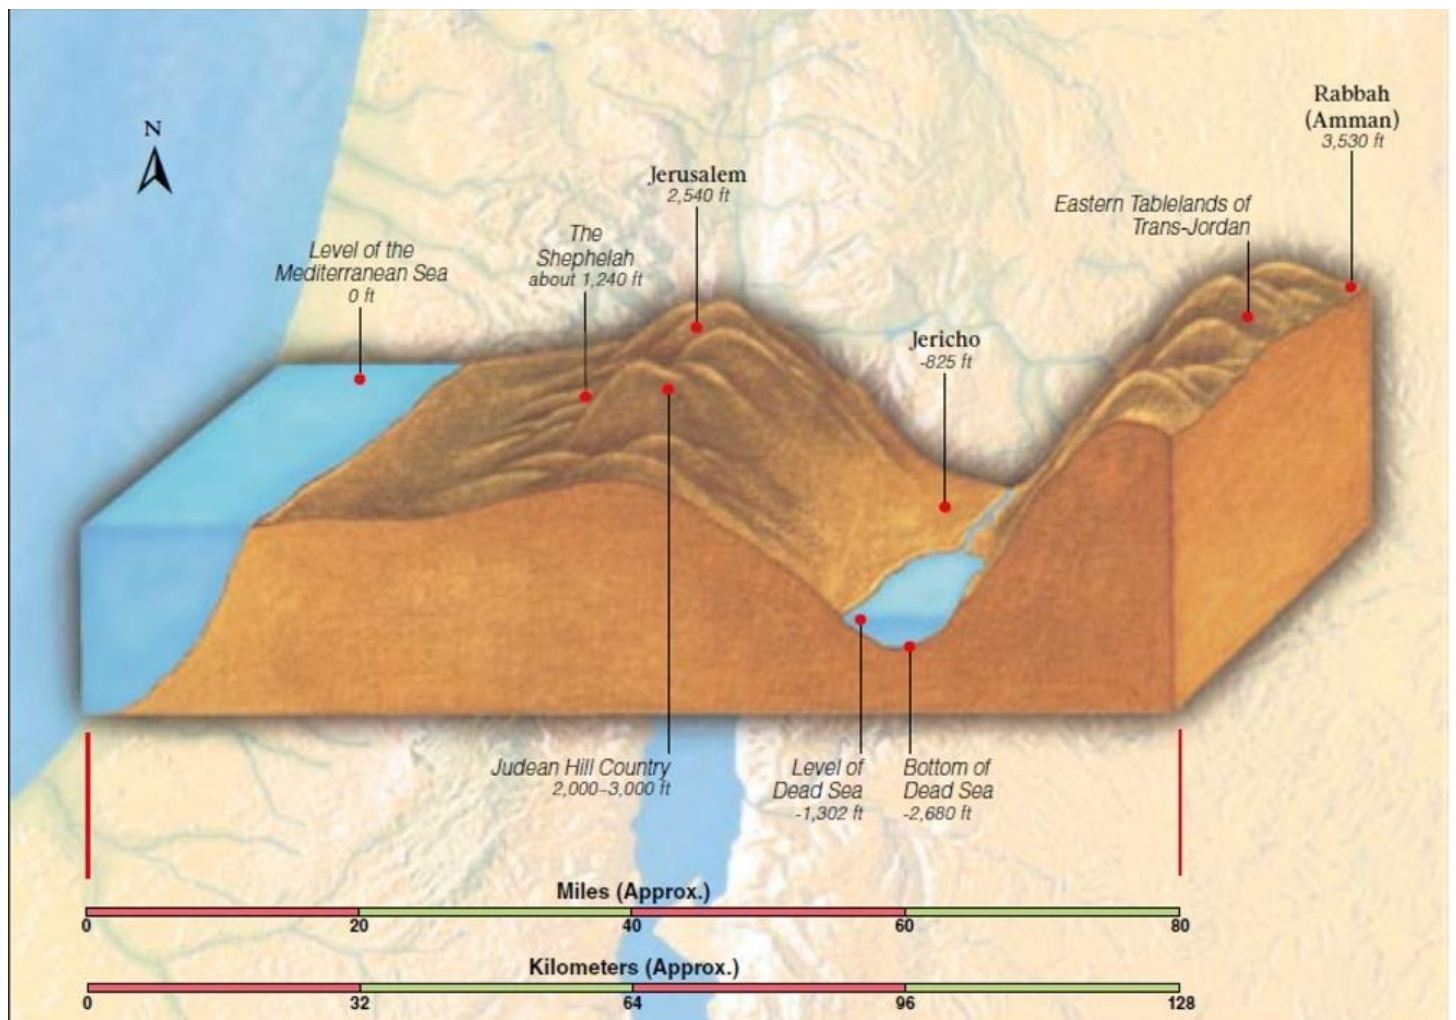 N
Rabbah
(Amman)
3,530 ft
Jerusalem
2,540 ft
Eastern Tablelands of
Trans-Jordan
The
Shephelah
about 1,240 ft
Level of the
Mediterranean Sea
0 ft
Jericho
-825 ft
Judean Hill Country
2,000–3,000 ft
Level of
Dead Sea
-1,302 ft
Bottom of
Dead Sea
-2,680 ft
Miles (Approx.)
0 20 40 60 80
Kilometers (Approx.)
0 32 64 96 128